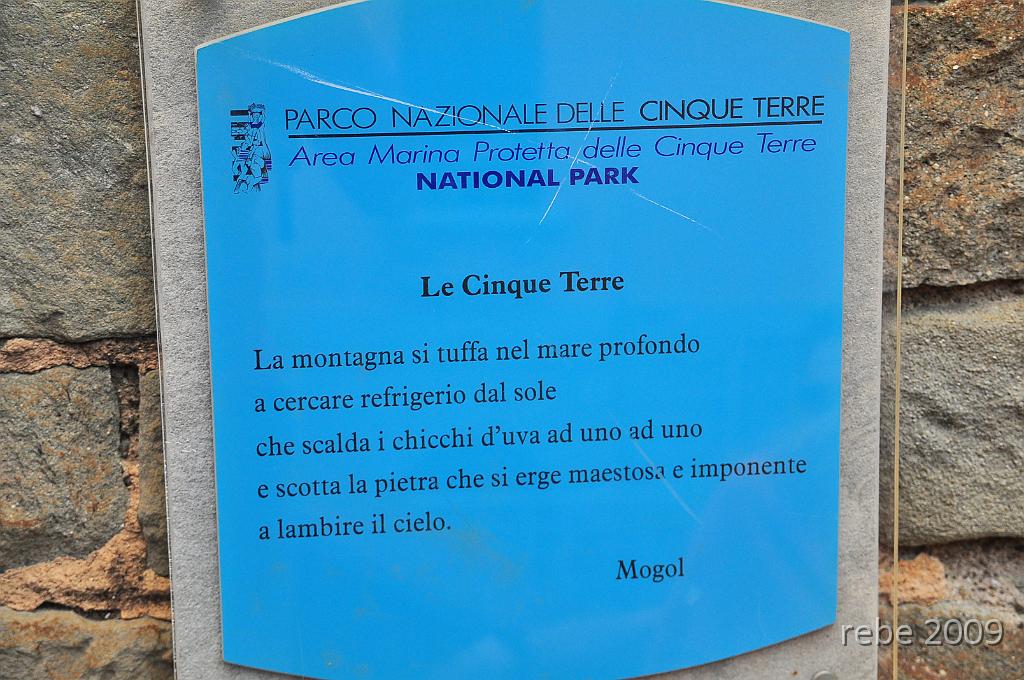 PARCO NAZIONALE DELLE CINQUE TERRE
Area Marina Protetta delle Cinque Terre
NATIONAL PARK
Le Cinque Terre
La montagna si tuffa nel mare profondo
a cercare refrigerio dal sole
che scalda i chicchi d'uva ad uno ad uno
e scotta la pietra che si erge maestosa e imponente
a lambire il cielo.
Mogol
rebe 2009